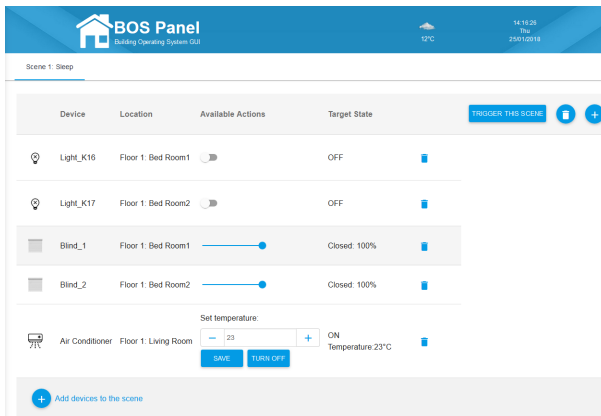 BOS Panel
Building Operating System GUI
12°C
14:16:26
Thu
25/01/2018
Scene 1: Sleep
Device Location Available Actions Target State
TRIGGER THIS SCENE
Light_K16 Floor 1: Bed Room1 OFF
Light_K17 Floor 1: Bed Room2 OFF
Blind_1 Floor 1: Bed Room1 Closed: 100%
Blind_2 Floor 1: Bed Room2 Closed: 100%
Set temperature:
Air Conditioner Floor 1: Living Room 23 ON
Temperature:23°C
SAVE TURN OFF
Add devices to the scene